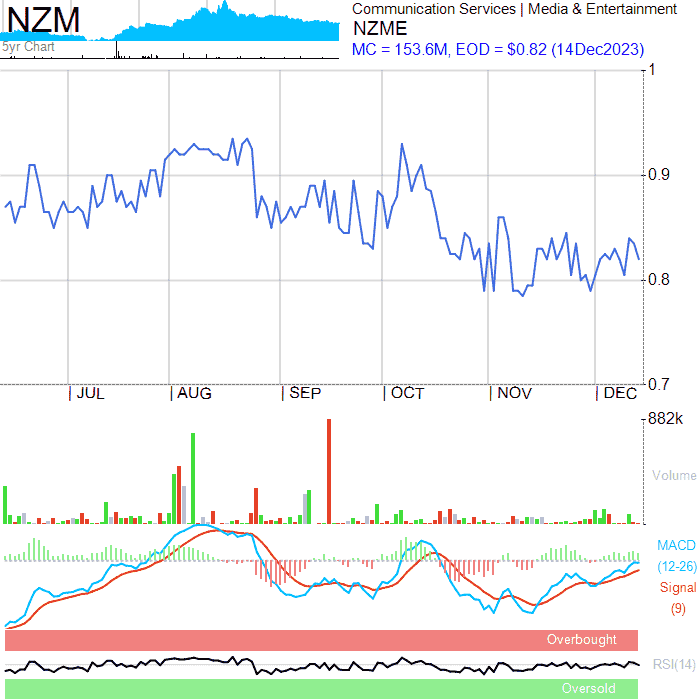 NZM
5yr Chart
Communication Services | Media & Entertainment
NZME
MC = 153.6M, EOD = $0.82 (14Dec2023)
1
0.9
0.8
0.7
| JUL | AUG | SEP | OCT | NOV | DEC
882k
Volume
MACD
(12-26)
Signal
(9)
Overbought
RSI(14)
Oversold